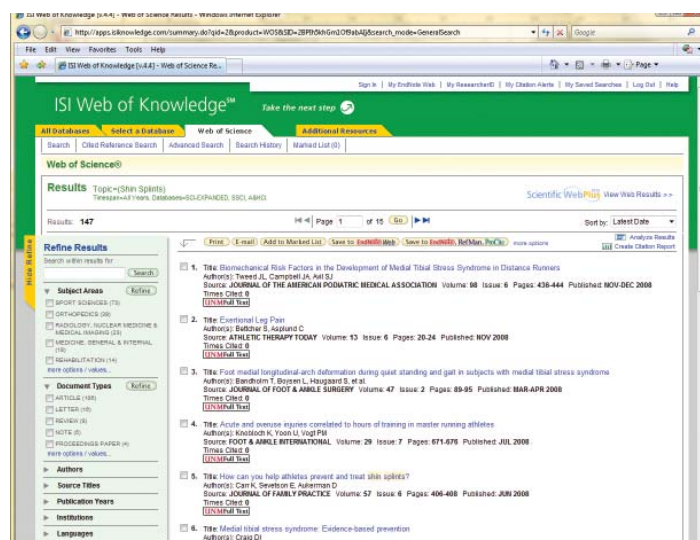 ISI Web of Knowledge [v.4.4] - Web of Science Results - Windows Internet Explorer
Google
File Edit View Favorites Tools Help
ISI Web of Knowledge [v.4.4] - Web of Science Re...
Page
Sign In | My EndNote Web | My ResearcherID | My Citation Alerts | My Saved Searches | Log Out | Help
ISI Web of Knowledge℠ Take the next step
All Databases Select a Database Web of Science Additional Resources
Search Cited Reference Search Advanced Search Search History Marked List (0)
Web of Science®
Results Topic=(Shin Splints)
Timespan=All Years. Databases=SCI-EXPANDED, SSCI, A&HCI.
Scientific WebPlus View Web Results >>
Results: 147 Page 1 of 15 Go Sort by: Latest Date
Hide Refine
Refine Results
Search within results for
Search
Subject Areas Refine
SPORT SCIENCES (73)
ORTHOPEDICS (39)
RADIOLOGY, NUCLEAR MEDICINE & MEDICAL IMAGING (23)
MEDICINE, GENERAL & INTERNAL
REHABILITATION (14)
more options / values...
Document Types Refine
ARTICLE (108)
LETTER (18)
REVIEW (9)
NOTE (6)
PROCEEDINGS PAPER (4)
more options / values...
Authors
Source Titles
Publication Years
Institutions
Languages
Print E-mail Add to Marked List Save to EndNote Web Save to EndNote, RefMan, ProCite more options
Analyze Results
Create Citation Report
1. Title: Biomechanical Risk Factors in the Development of Medial Tibial Stress Syndrome in Distance Runners
Author(s): Tweed JL, Campbell JA, Avil SJ
Source: JOURNAL OF THE AMERICAN PODIATRIC MEDICAL ASSOCIATION Volume: 98 Issue: 6 Pages: 436-444 Published: NOV-DEC 2008
Times Cited: 0
UNM Full Text
2. Title: Exertional Leg Pain
Author(s): Bettcher S, Asplund C
Source: ATHLETIC THERAPY TODAY Volume: 13 Issue: 6 Pages: 20-24 Published: NOV 2008
Times Cited: 0
UNM Full Text
3. Title: Foot medial longitudinal-arch deformation during quiet standing and gait in subjects with medial tibial stress syndrome
Author(s): Bandholm T, Boysen L, Haugaard S, et al.
Source: JOURNAL OF FOOT & ANKLE SURGERY Volume: 47 Issue: 2 Pages: 89-95 Published: MAR-APR 2008
Times Cited: 0
UNM Full Text
4. Title: Acute and overuse injuries correlated to hours of training in master running athletes
Author(s): Knobloch K, Yoon U, Vogt PM
Source: FOOT & ANKLE INTERNATIONAL Volume: 29 Issue: 7 Pages: 671-676 Published: JUL 2008
Times Cited: 0
UNM Full Text
5. Title: How can you help athletes prevent and treat shin splints?
Author(s): Carr K, Sevetson E, Aukerman D
Source: JOURNAL OF FAMILY PRACTICE Volume: 57 Issue: 6 Pages: 406-408 Published: JUN 2008
Times Cited: 0
UNM Full Text
6. Title: Medial tibial stress syndrome: Evidence-based prevention
Author(s): Craig DI